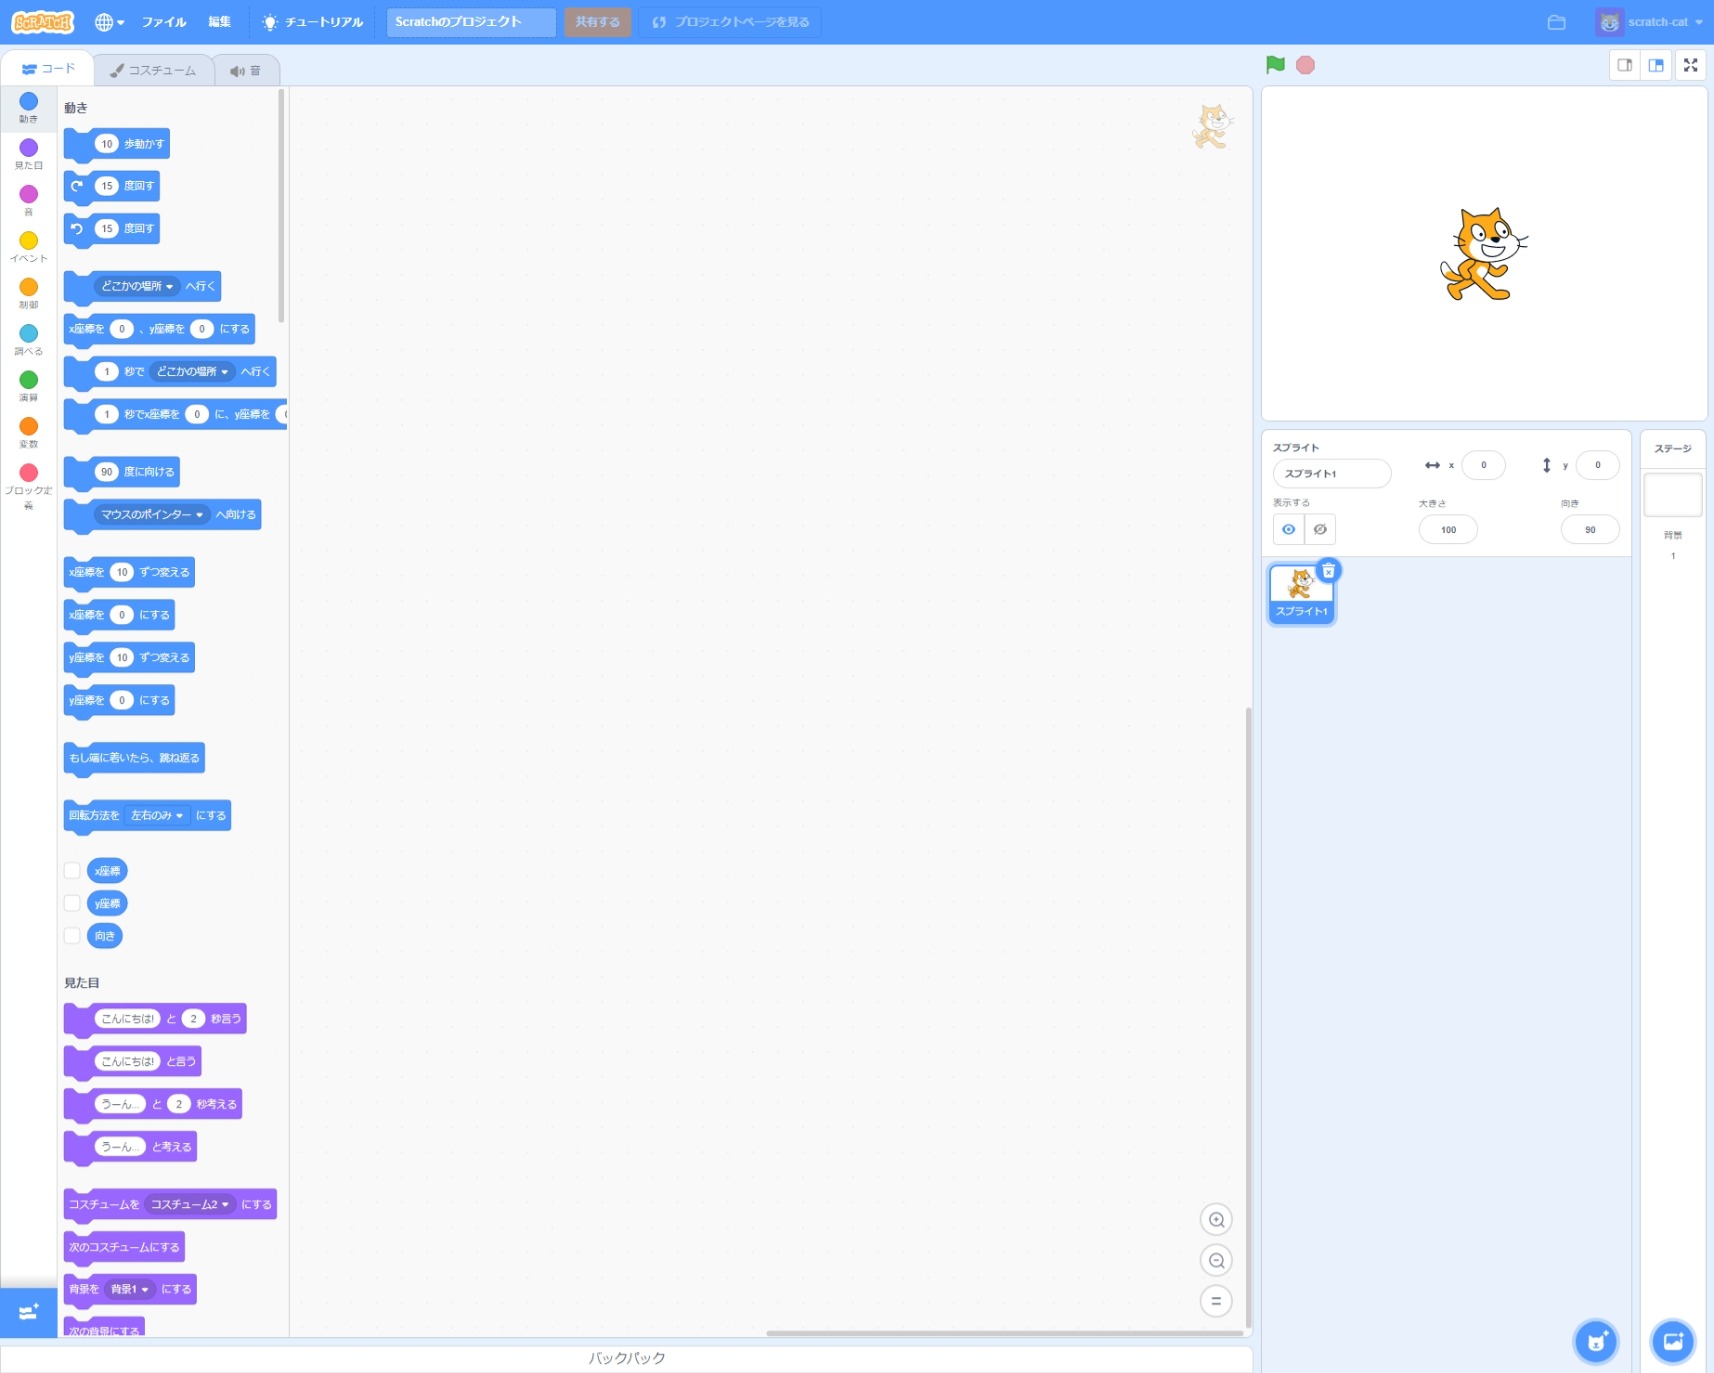 SCRATCH
ファイル
編集
チュートリアル
Scratchのプロジェクト
共有する
プロジェクトページを見る
scratch-cat
コード
コスチューム
音
動き
見た目
音
イベント
制御
調べる
演算
変数
ブロック定
義
動き
10 歩動かす
15 度回す
15 度回す
どこかの場所 へ行く
x座標を 0 、y座標を 0 にする
1 秒で どこかの場所 へ行く
1 秒でx座標を 0 に、y座標を
90 度に向ける
マウスのポインター へ向ける
x座標を 10 ずつ変える
x座標を 0 にする
y座標を 10 ずつ変える
y座標を 0 にする
もし端に着いたら、跳ね返る
回転方法を 左右のみ にする
x座標
y座標
向き
見た目
こんにちは! と 2 秒言う
こんにちは! と言う
うーん... と 2 秒考える
うーん... と考える
コスチュームを コスチューム2 にする
次のコスチュームにする
背景を 背景1 にする
次の背景にする
バックパック
スプライト
スプライト1
x 0
y 0
表示する
大きさ
100
向き
90
スプライト1
ステージ
背景
1